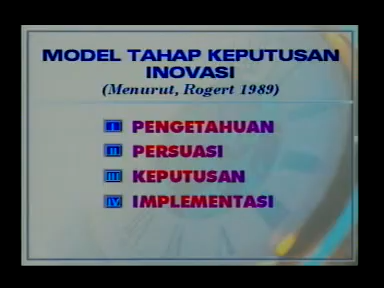 MODEL TAHAP KEPUTUSAN
INOVASI
(Menurut, Rogert 1989)
I PENGETAHUAN
II PERSUASI
III KEPUTUSAN
IV IMPLEMENTASI